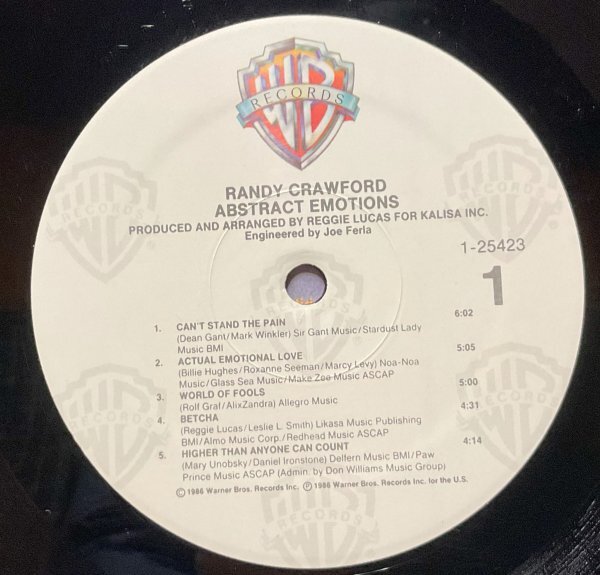 WB
RECORDS
RANDY CRAWFORD
ABSTRACT EMOTIONS
PRODUCED AND ARRANGED BY REGGIE LUCAS FOR KALISA INC.
Engineered by Joe Ferla
1-25423
1
1. CAN'T STAND THE PAIN 6:02
(Dean Gant/Mark Winkler) Sir Gant Music/Stardust Lady
Music BMI
2. ACTUAL EMOTIONAL LOVE 5:05
(Billie Hughes/Roxanne Seeman/Marcy Levy) Noa-Noa
Music/Glass Sea Music/Make Zee Music ASCAP
3. WORLD OF FOOLS 5:00
(Rolf Graf/AlixZandra) Allegro Music
4. BETCHA 4:31
(Reggie Lucas/Leslie L. Smith) Likasa Music Publishing
BMI/Almo Music Corp./Redhead Music ASCAP
5. HIGHER THAN ANYONE CAN COUNT 4:14
(Mary Unobsky/Daniel Ironstone) Delfern Music BMI/Paw
Prince Music ASCAP (Admin. by Don Williams Music Group)
© 1986 Warner Bros. Records Inc. ℗ 1986 Warner Bros. Records Inc. for the U.S.